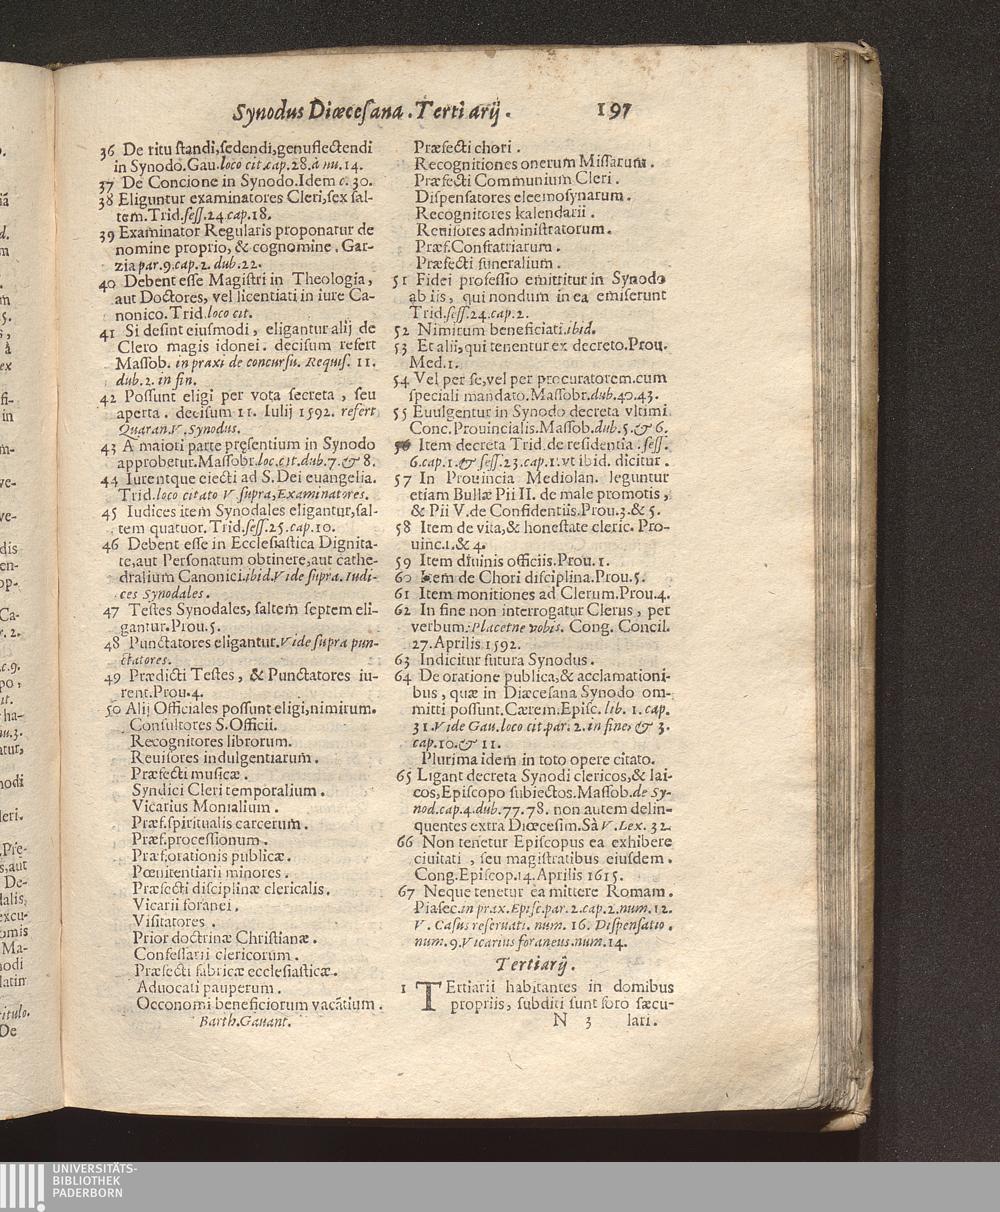 Synodus Diœceſana. Tertiarij. 197
36 De ritu ſtandi, ſedendi, genuflectendi
in Synodo. Gau. loco cit. cap. 28. à nu. 14.
37 De Concione in Synodo. Idem c. 30.
38 Eliguntur examinatores Cleri, ſex ſal-
tem. Trid. ſeſſ. 24. cap. 18.
39 Examinator Regularis proponatur de
nomine proprio, & cognomine. Gar-
zia par. 9. cap. 2. dub. 22.
40 Debent eſſe Magiſtri in Theologia,
aut Doctores, vel licentiati in iure Ca-
nonico. Trid. loco cit.
41 Si deſint eiuſmodi, eligantur alij de
Clero magis idonei. deciſum refert
Maſſob. in praxi de concurſu. Requiſ. 11.
dub. 2. in fin.
42 Poſſunt eligi per vota ſecreta, ſeu
aperta. deciſum 11. Iulij 1592. refert
Quaran. V. Synodus.
43 A maiori parte pręſentium in Synodo
approbetur. Maſſobr. loc. cit. dub. 7. & 8.
44 Iurentque eiecti ad S. Dei euangelia.
Trid. loco citato V ſupra, Examinatores.
45 Iudices item Synodales eligantur, ſal-
tem quatuor. Trid. ſeſſ. 25. cap. 10.
46 Debent eſſe in Eccleſiaſtica Dignita-
te, aut Perſonatum obtinere, aut cathe-
dralium Canonici. ibid. Vide ſupra. Iudi-
ces Synodales.
47 Teſtes Synodales, ſaltem ſeptem eli-
gantur. Prou. 5.
48 Punctatores eligantur. Vide ſupra pun-
ctatores.
49 Prædicti Teſtes, & Punctatores iu-
rent. Prou. 4.
50 Alij Officiales poſſunt eligi, nimirum.
Conſultores S. Officii.
Recognitores librorum.
Reuiſores indulgentiarum.
Præfecti muſicæ.
Syndici Cleri temporalium.
Vicarius Monialium.
Præf. ſpiritualis carcerum.
Præf. proceſſionum.
Præf. orationis publicæ.
Pœnitentiarii minores.
Præfecti diſciplinæ clericalis.
Vicarii foranei.
Viſitatores.
Prior doctrinæ Chriſtianæ.
Confeſſarii clericorum.
Præfecti fabricæ eccleſiaſticæ.
Aduocati pauperum.
Occonomi beneficiorum vacātium.
Barth. Gauant.
Præfecti chori.
Recognitiones onerum Miſſarum.
Præfecti Communium Cleri.
Diſpenſatores eleemoſynarum.
Recognitores kalendarii.
Reuiſores adminiſtratorum.
Præf. Confratriarum.
Præfecti funeralium.
51 Fidei profeſſio emittitur in Synodo
ab iis, qui nondum in ea emiſerunt
Trid. ſeſſ. 24. cap. 2.
52 Nimirum beneficiati. ibid.
53 Et alii, qui tenentur ex decreto. Prou.
Med. 1.
54 Vel per ſe, vel per procuratorem. cum
ſpeciali mandato. Maſſobr. dub. 40. 43.
55 Euulgentur in Synodo decreta vltimi
Conc. Prouincialis. Maſſob. dub. 5. & 6.
56 Item decreta Trid. de reſidentia. ſeſſ.
6. cap. 1. & ſeſſ. 23. cap. 1. vt ibid. dicitur.
57 In Prouincia Mediolan. leguntur
etiam Bullæ Pii II. de male promotis,
& Pii V. de Confidentiis. Prou. 3. & 5.
58 Item de vita, & honeſtate cleric. Pro-
uinc. 1. & 4.
59 Item diuinis officiis. Prou. 1.
60 Item de Chori diſciplina. Prou. 5.
61 Item monitiones ad Clerum. Prou. 4.
62 In fine non interrogatur Clerus, per
verbum: Placetne vobis. Cong. Concil.
27. Aprilis 1592.
63 Indicitur futura Synodus.
64 De oratione publica, & acclamationi-
bus, quæ in Diæceſana Synodo om-
mitti poſſunt. Cærem. Epiſc. lib. 1. cap.
31. Vide Gau. loco cit. par. 2. in fine, & 3.
cap. 10. & 11.
Plurima idem in toto opere citato.
65 Ligant decreta Synodi clericos, & lai-
cos, Epiſcopo ſubiectos. Maſſob. de Sy-
nod. cap. 4. dub. 77. 78. non autem delin-
quentes extra Diœceſim. Sà V. Lex. 32.
66 Non tenetur Epiſcopus ea exhibere
ciuitati, ſeu magiſtratibus eiuſdem.
Cong. Epiſcop. 14. Aprilis 1615.
67 Neque tenetur ea mittere Romam.
Piaſec. in prax. Epiſc. par. 2. cap. 2. num. 12.
V. Caſus reſeruati. num. 16. Diſpenſatio.
num. 9. Vicarius foraneus. num. 14.
Tertiarij.
1 TErtiarii habitantes in domibus
propriis, ſubditi ſunt foro ſæcu-
N 3 lari.
UNIVERSITÄTS-
BIBLIOTHEK
PADERBORN